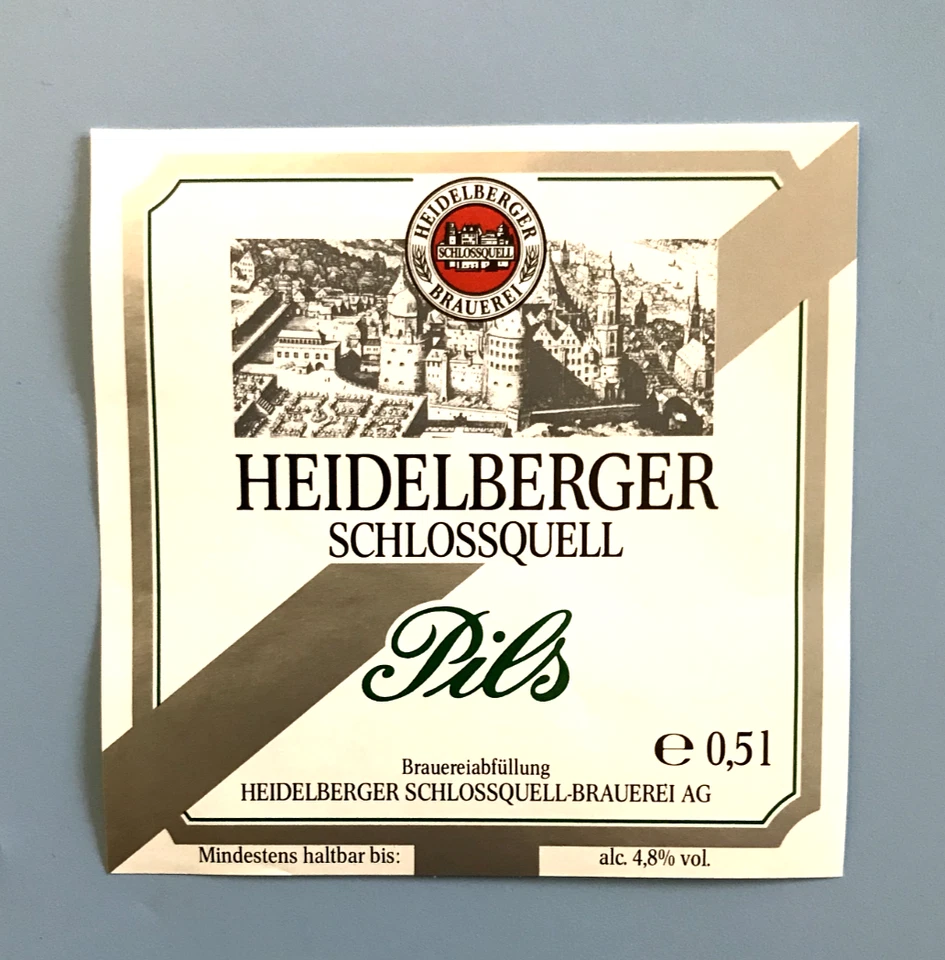 HEIDELBERGER
SCHLOSSQUELL
BRAUEREI
HEIDELBERGER
SCHLOSSQUELL
Pils
℮ 0,5 l
Brauereiabfüllung
HEIDELBERGER SCHLOSSQUELL-BRAUEREI AG
Mindestens haltbar bis:
alc. 4,8% vol.